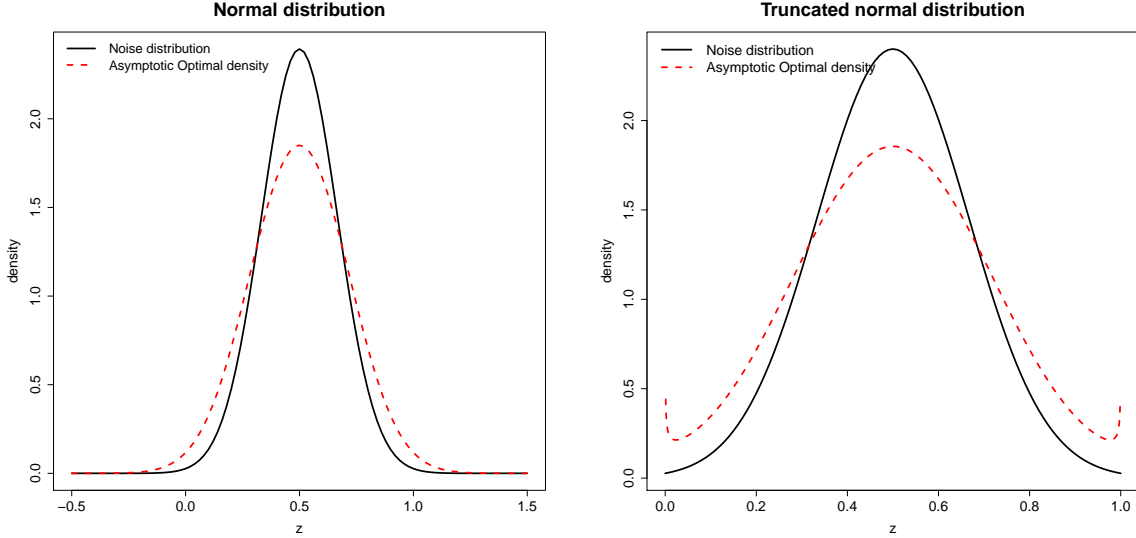 Normal distribution
Noise distribution
Asymptotic Optimal density
density
0.0
0.5
1.0
1.5
2.0
−0.5
0.0
0.5
1.0
1.5
z
Truncated normal distribution
Noise distribution
Asymptotic Optimal density
density
0.0
0.5
1.0
1.5
2.0
0.0
0.2
0.4
0.6
0.8
1.0
z